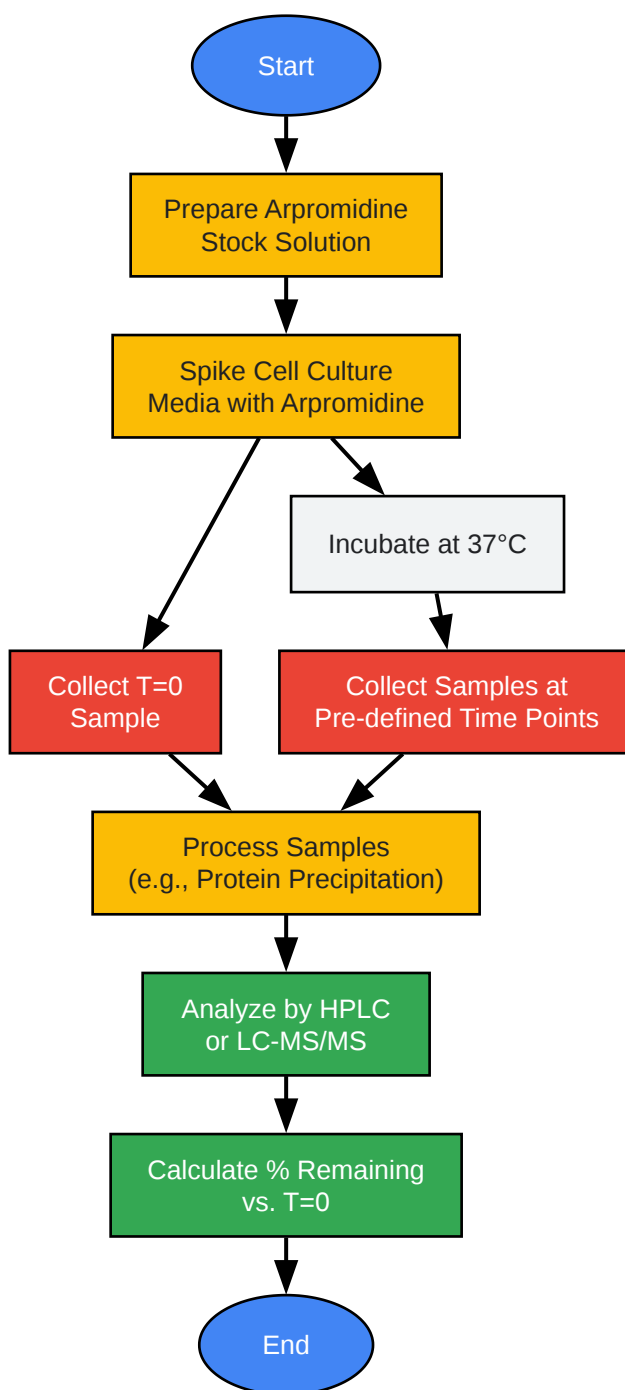 Start
Prepare Arpromidine
Stock Solution
Spike Cell Culture
Media with Arpromidine
Incubate at 37°C
Collect T=0
Sample
Collect Samples at
Pre-defined Time Points
Process Samples
(e.g., Protein Precipitation)
Analyze by HPLC
or LC-MS/MS
Calculate % Remaining
vs. T=0
End